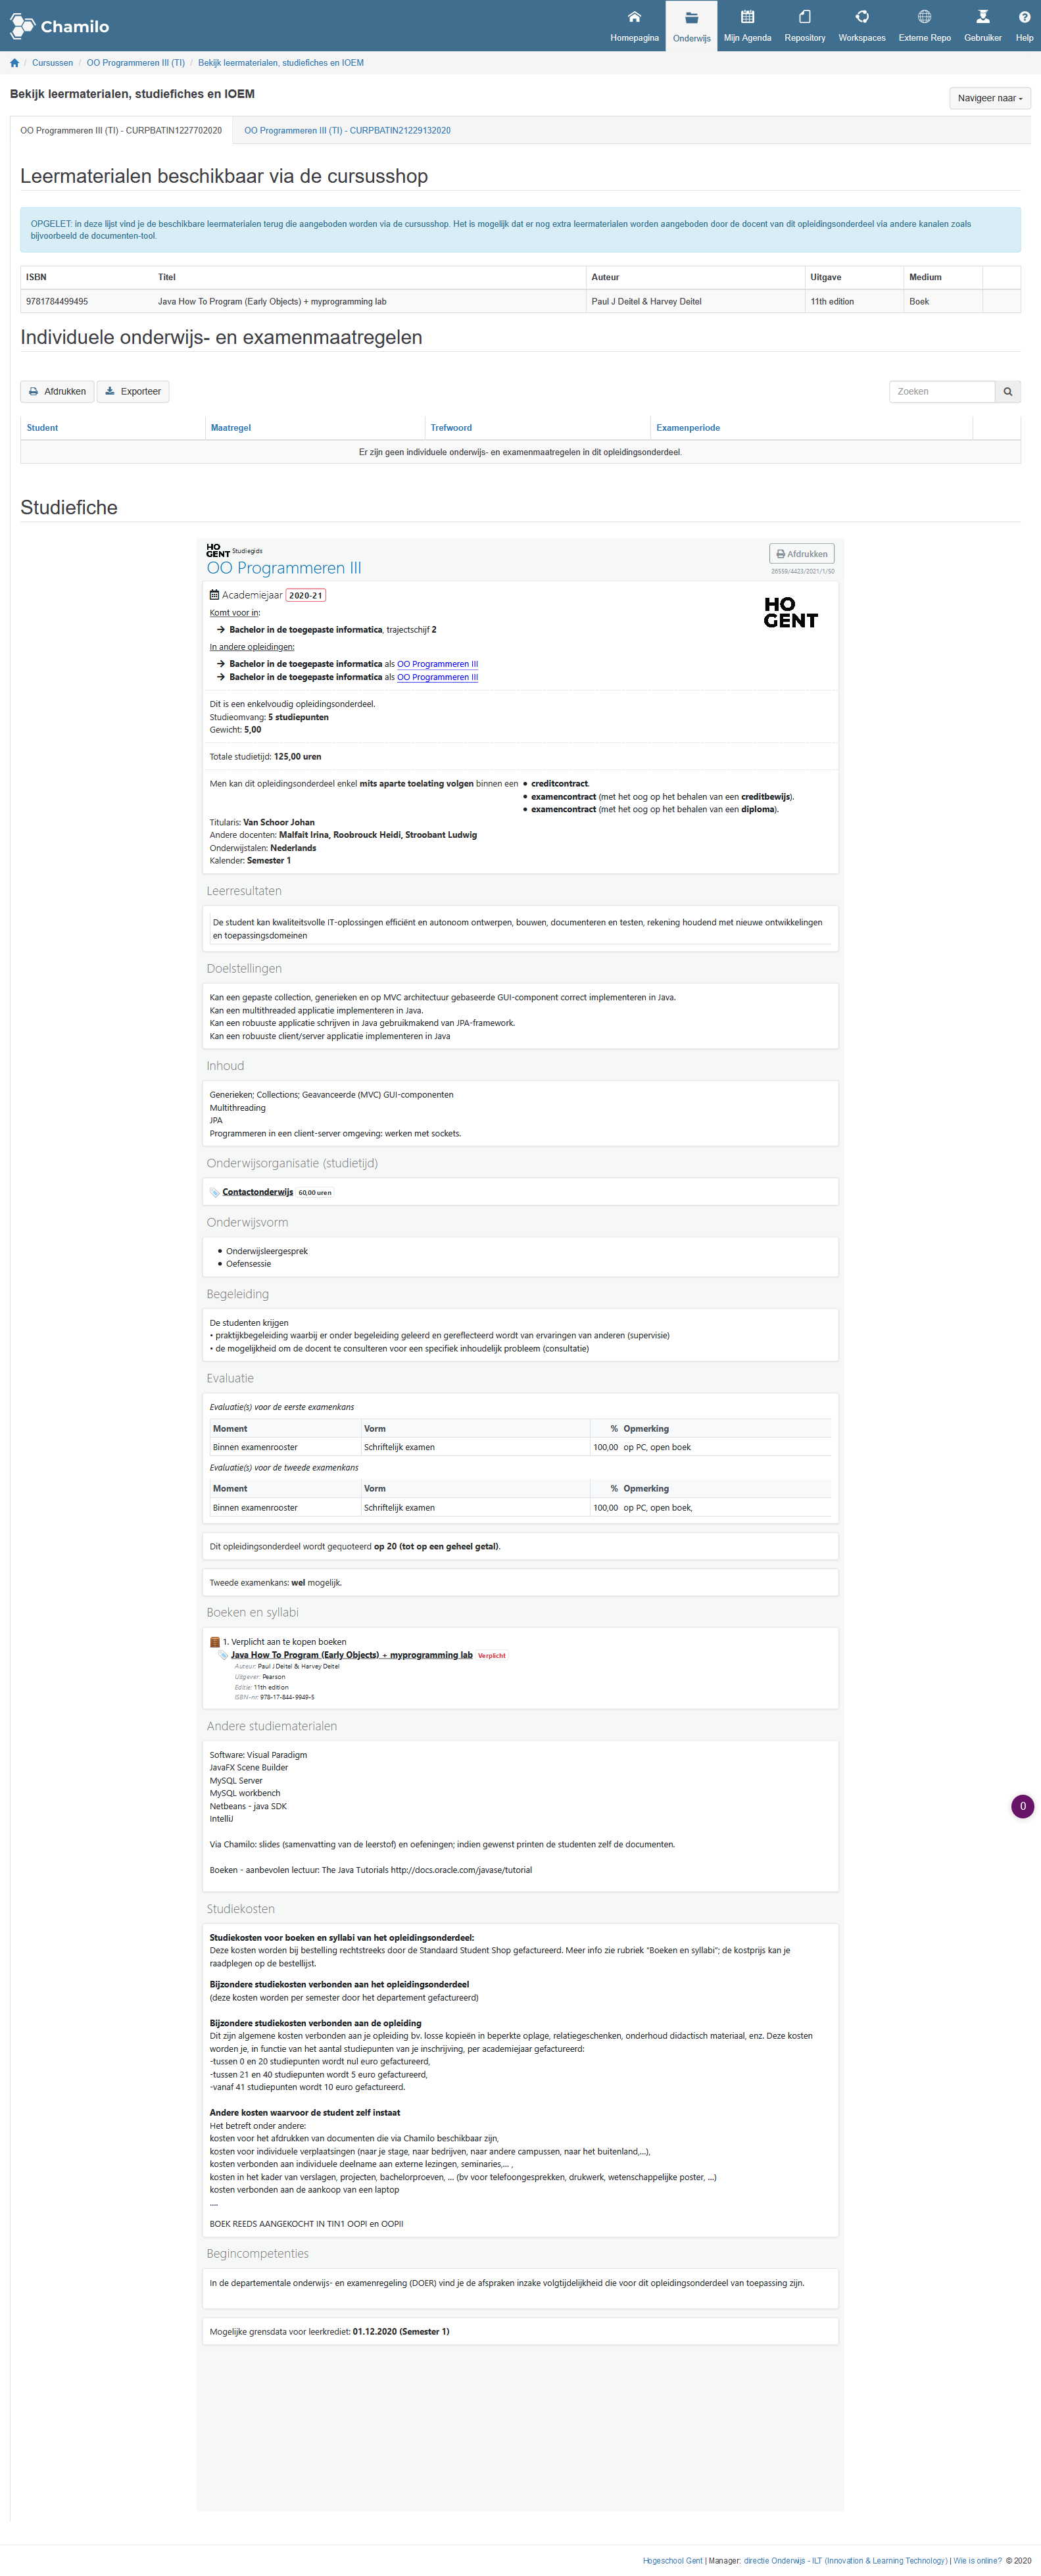 Chamilo
Homepagina Onderwijs Mijn Agenda Repository Workspaces Externe Repo Gebruiker Help
Cursussen / OO Programmeren III (TI) / Bekijk leermaterialen, studiefiches en IOEM
Bekijk leermaterialen, studiefiches en IOEM
Navigeer naar
OO Programmeren III (TI) - CURPBATIN1227702020 OO Programmeren III (TI) - CURPBATIN21229132020
Leermaterialen beschikbaar via de cursusshop
OPGELET: in deze lijst vind je de beschikbare leermaterialen terug die aangeboden worden via de cursusshop. Het is mogelijk dat er nog extra leermaterialen worden aangeboden door de docent van dit opleidingsonderdeel via andere kanalen zoals
bijvoorbeeld de documenten-tool.
ISBN Titel Auteur Uitgave Medium
9781784499495 Java How To Program (Early Objects) + myprogramming lab Paul J Deitel & Harvey Deitel 11th edition Boek
Individuele onderwijs- en examenmaatregelen
Afdrukken Exporteer Zoeken
Student Maatregel Trefwoord Examenperiode
Er zijn geen individuele onderwijs- en examenmaatregelen in dit opleidingsonderdeel.
Studiefiche
HO
GENT Studiegids
Afdrukken
OO Programmeren III
26559/4423/2021/1/50
Academiejaar 2020-21
HO
GENT
Komt voor in:
→ Bachelor in de toegepaste informatica, trajectschijf 2
In andere opleidingen:
→ Bachelor in de toegepaste informatica als OO Programmeren III
→ Bachelor in de toegepaste informatica als OO Programmeren III
Dit is een enkelvoudig opleidingsonderdeel.
Studieomvang: 5 studiepunten
Gewicht: 5,00
Totale studietijd: 125,00 uren
Men kan dit opleidingsonderdeel enkel mits aparte toelating volgen binnen een • creditcontract.
• examencontract (met het oog op het behalen van een creditbewijs).
• examencontract (met het oog op het behalen van een diploma).
Titularis: Van Schoor Johan
Andere docenten: Malfait Irina, Roobrouck Heidi, Stroobant Ludwig
Onderwijstalen: Nederlands
Kalender: Semester 1
Leerresultaten
De student kan kwaliteitsvolle IT-oplossingen efficiënt en autonoom ontwerpen, bouwen, documenteren en testen, rekening houdend met nieuwe ontwikkelingen
en toepassingsdomeinen
Doelstellingen
Kan een gepaste collection, generieken en op MVC architectuur gebaseerde GUI-component correct implementeren in Java.
Kan een multithreaded applicatie implementeren in Java.
Kan een robuuste applicatie schrijven in Java gebruikmakend van JPA-framework.
Kan een robuuste client/server applicatie implementeren in Java
Inhoud
Generieken; Collections; Geavanceerde (MVC) GUI-componenten
Multithreading
JPA
Programmeren in een client-server omgeving: werken met sockets.
Onderwijsorganisatie (studietijd)
Contactonderwijs 60,00 uren
Onderwijsvorm
• Onderwijsleergesprek
• Oefensessie
Begeleiding
De studenten krijgen
• praktijkbegeleiding waarbij er onder begeleiding geleerd en gereflecteerd wordt van ervaringen van anderen (supervisie)
• de mogelijkheid om de docent te consulteren voor een specifiek inhoudelijk probleem (consultatie)
Evaluatie
Evaluatie(s) voor de eerste examenkans
Moment Vorm % Opmerking
Binnen examenrooster Schriftelijk examen 100,00 op PC, open boek
Evaluatie(s) voor de tweede examenkans
Moment Vorm % Opmerking
Binnen examenrooster Schriftelijk examen 100,00 op PC, open boek,
Dit opleidingsonderdeel wordt gequoteerd op 20 (tot op een geheel getal).
Tweede examenkans: wel mogelijk.
Boeken en syllabi
1. Verplicht aan te kopen boeken
Java How To Program (Early Objects) + myprogramming lab Verplicht
Auteur: Paul J Deitel & Harvey Deitel
Uitgever: Pearson
Editie: 11th edition
ISBN-nr: 978-17-844-9949-5
Andere studiematerialen
Software: Visual Paradigm
JavaFX Scene Builder
MySQL Server
MySQL workbench
Netbeans - java SDK
IntelliJ
0
Via Chamilo: slides (samenvatting van de leerstof) en oefeningen; indien gewenst printen de studenten zelf de documenten.
Boeken - aanbevolen lectuur: The Java Tutorials http://docs.oracle.com/javase/tutorial
Studiekosten
Studiekosten voor boeken en syllabi van het opleidingsonderdeel:
Deze kosten worden bij bestelling rechtstreeks door de Standaard Student Shop gefactureerd. Meer info zie rubriek "Boeken en syllabi"; de kostprijs kan je
raadplegen op de bestellijst.
Bijzondere studiekosten verbonden aan het opleidingsonderdeel
(deze kosten worden per semester door het departement gefactureerd)
Bijzondere studiekosten verbonden aan de opleiding
Dit zijn algemene kosten verbonden aan je opleiding bv. losse kopieën in beperkte oplage, relatiegeschenken, onderhoud didactisch materiaal, enz. Deze kosten
worden je, in functie van het aantal studiepunten van je inschrijving, per academiejaar gefactureerd:
-tussen 0 en 20 studiepunten wordt nul euro gefactureerd,
-tussen 21 en 40 studiepunten wordt 5 euro gefactureerd,
-vanaf 41 studiepunten wordt 10 euro gefactureerd.
Andere kosten waarvoor de student zelf instaat
Het betreft onder andere:
kosten voor het afdrukken van documenten die via Chamilo beschikbaar zijn,
kosten voor individuele verplaatsingen (naar je stage, naar bedrijven, naar andere campussen, naar het buitenland,...),
kosten verbonden aan individuele deelname aan externe lezingen, seminaries,... ,
kosten in het kader van verslagen, projecten, bachelorproeven, ... (bv voor telefoongesprekken, drukwerk, wetenschappelijke poster, ...)
kosten verbonden aan de aankoop van een laptop
....
BOEK REEDS AANGEKOCHT IN TIN1 OOPI en OOPII
Begincompetenties
In de departementale onderwijs- en examenregeling (DOER) vind je de afspraken inzake volgtijdelijkheid die voor dit opleidingsonderdeel van toepassing zijn.
Mogelijke grensdata voor leerkrediet: 01.12.2020 (Semester 1)
Hogeschool Gent | Manager: directie Onderwijs - ILT (Innovation & Learning Technology) | Wie is online? © 2020